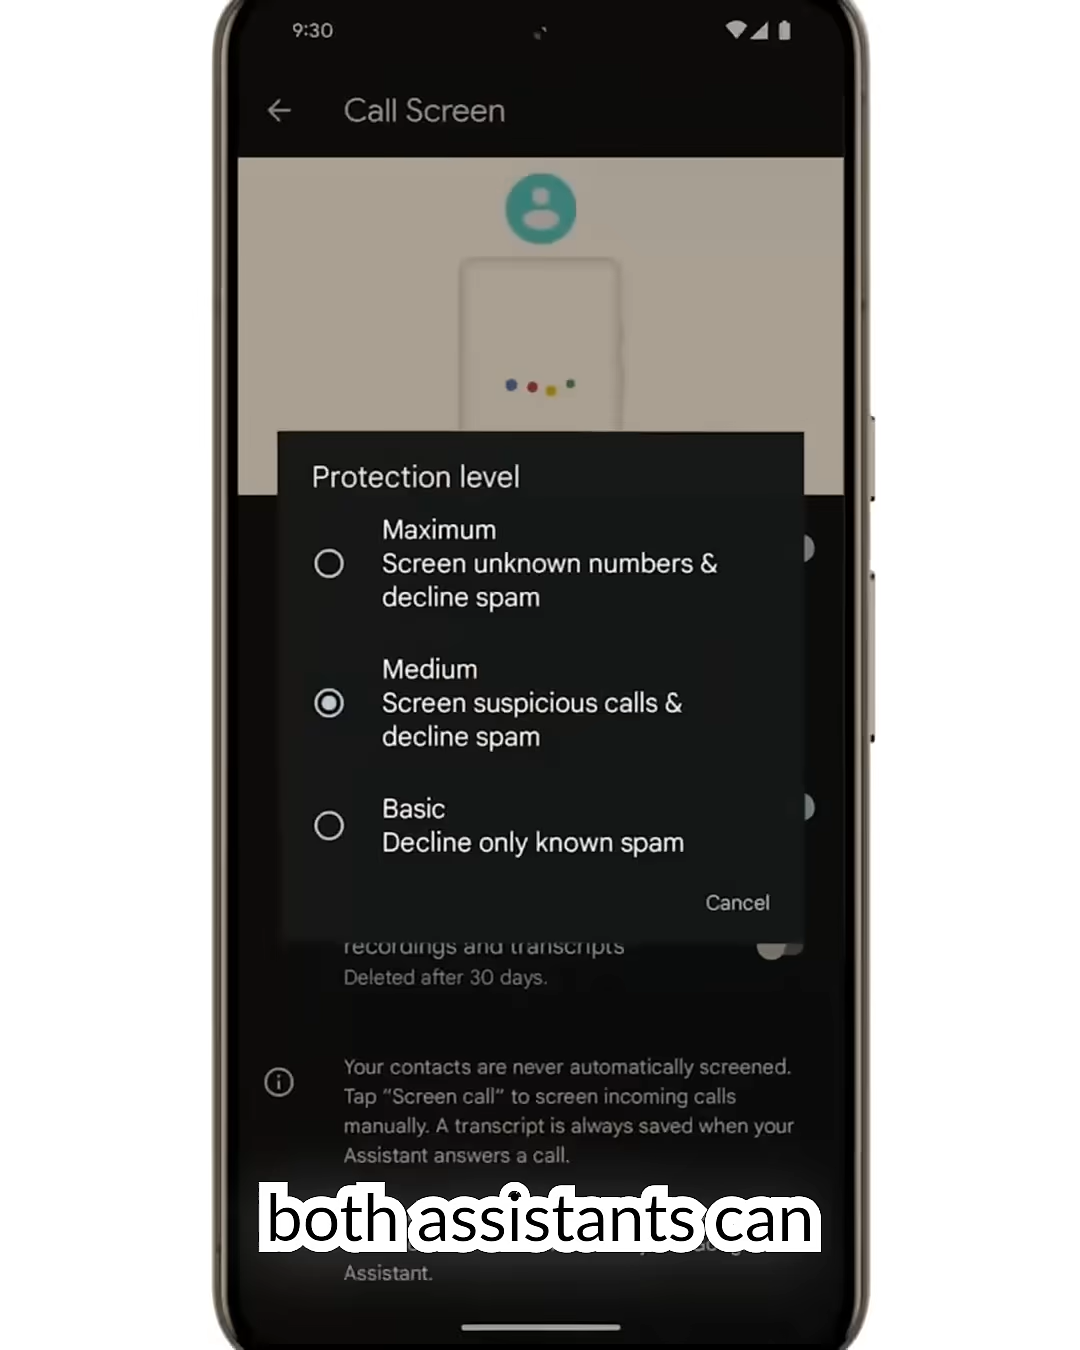 9:30
Call Screen
Protection level
Maximum
Screen unknown numbers &
decline spam
Medium
Screen suspicious calls &
decline spam
Basic
Decline only known spam
Cancel
recordings and transcripts
Deleted after 30 days.
Your contacts are never automatically screened.
Tap “Screen call” to screen incoming calls
manually. A transcript is always saved when your
Assistant answers a call.
both assistants can
Assistant.